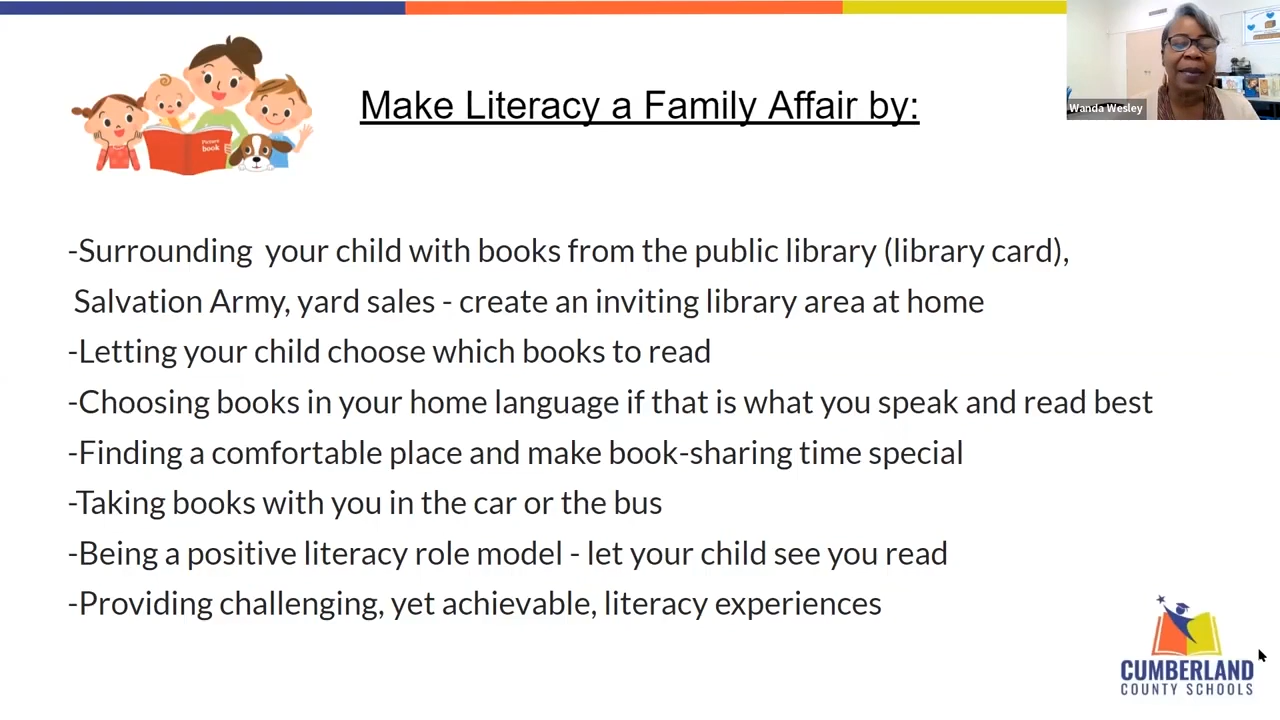 Make Literacy a Family Affair by:
Wanda Wesley
Picture
book
-Surrounding  your child with books from the public library (library card),
Salvation Army, yard sales - create an inviting library area at home
-Letting your child choose which books to read
-Choosing books in your home language if that is what you speak and read best
-Finding a comfortable place and make book-sharing time special
-Taking books with you in the car or the bus
-Being a positive literacy role model - let your child see you read
-Providing challenging, yet achievable, literacy experiences
CUMBERLAND
COUNTY SCHOOLS